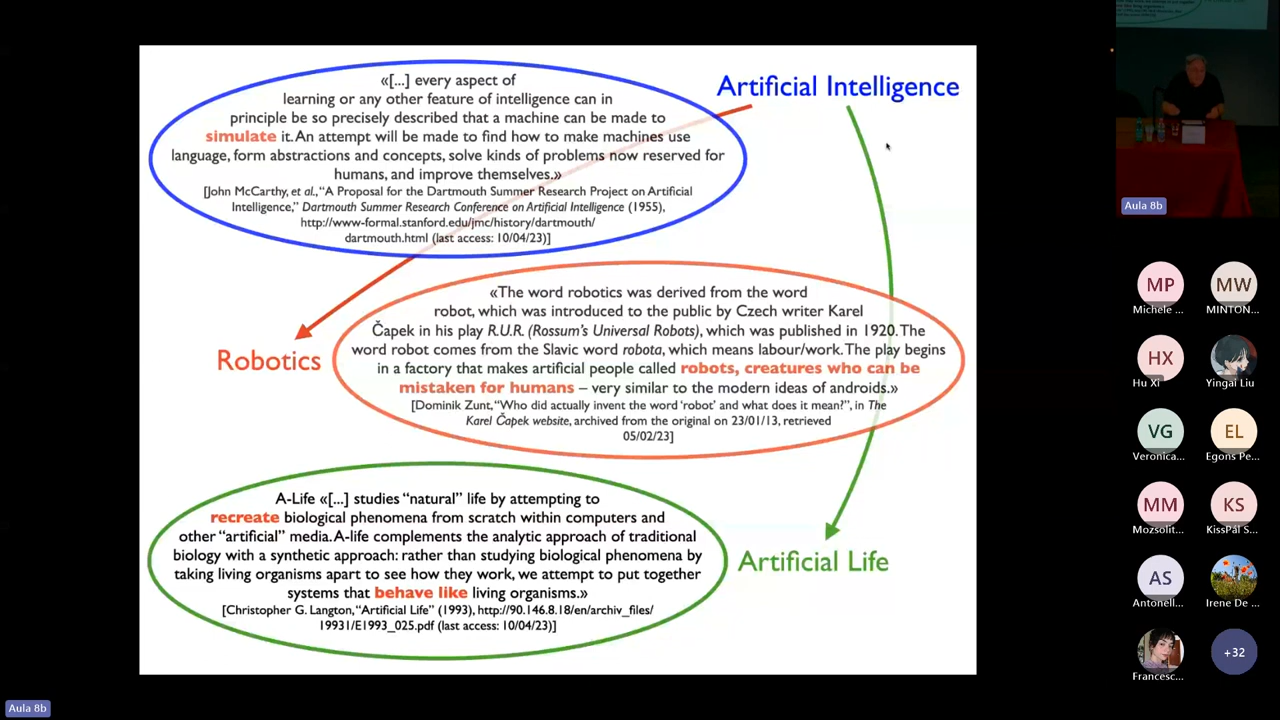 «[...] every aspect of
learning or any other feature of intelligence can in
principle be so precisely described that a machine can be made to
simulate it. An attempt will be made to find how to make machines use
language, form abstractions and concepts, solve kinds of problems now reserved for
humans, and improve themselves.»
[John McCarthy, et al., “A Proposal for the Dartmouth Summer Research Project on Artificial
Intelligence,” Dartmouth Summer Research Conference on Artificial Intelligence (1955),
http://www-formal.stanford.edu/jmc/history/dartmouth/
dartmouth.html (last access: 10/04/23)]
Artificial Intelligence
Robotics
«The word robotics was derived from the word
robot, which was introduced to the public by Czech writer Karel
Čapek in his play R.U.R. (Rossum’s Universal Robots), which was published in 1920. The
word robot comes from the Slavic word robota, which means labour/work. The play begins
in a factory that makes artificial people called robots, creatures who can be
mistaken for humans – very similar to the modern ideas of androids.»
[Dominik Zunt, “Who did actually invent the word ‘robot’ and what does it mean?”, in The
Karel Čapek website, archived from the original on 23/01/13, retrieved
05/02/23]
A-Life «[...] studies “natural” life by attempting to
recreate biological phenomena from scratch within computers and
other “artificial” media. A-life complements the analytic approach of traditional
biology with a synthetic approach: rather than studying biological phenomena by
taking living organisms apart to see how they work, we attempt to put together
systems that behave like living organisms.»
[Christopher G. Langton, “Artificial Life” (1993), http://90.146.8.18/en/archiv_files/
19931/E1993_025.pdf (last access: 10/04/23)]
Artificial Life
Aula 8b
MP
Michele ...
MW
MINTON...
HX
Hu Xi
Yingal Liu
VG
Veronica...
EL
Egons Pe...
MM
Mozsolit...
KS
KissPál S...
AS
Antonell...
Irene De ...
Francesc...
+32
Aula 8b